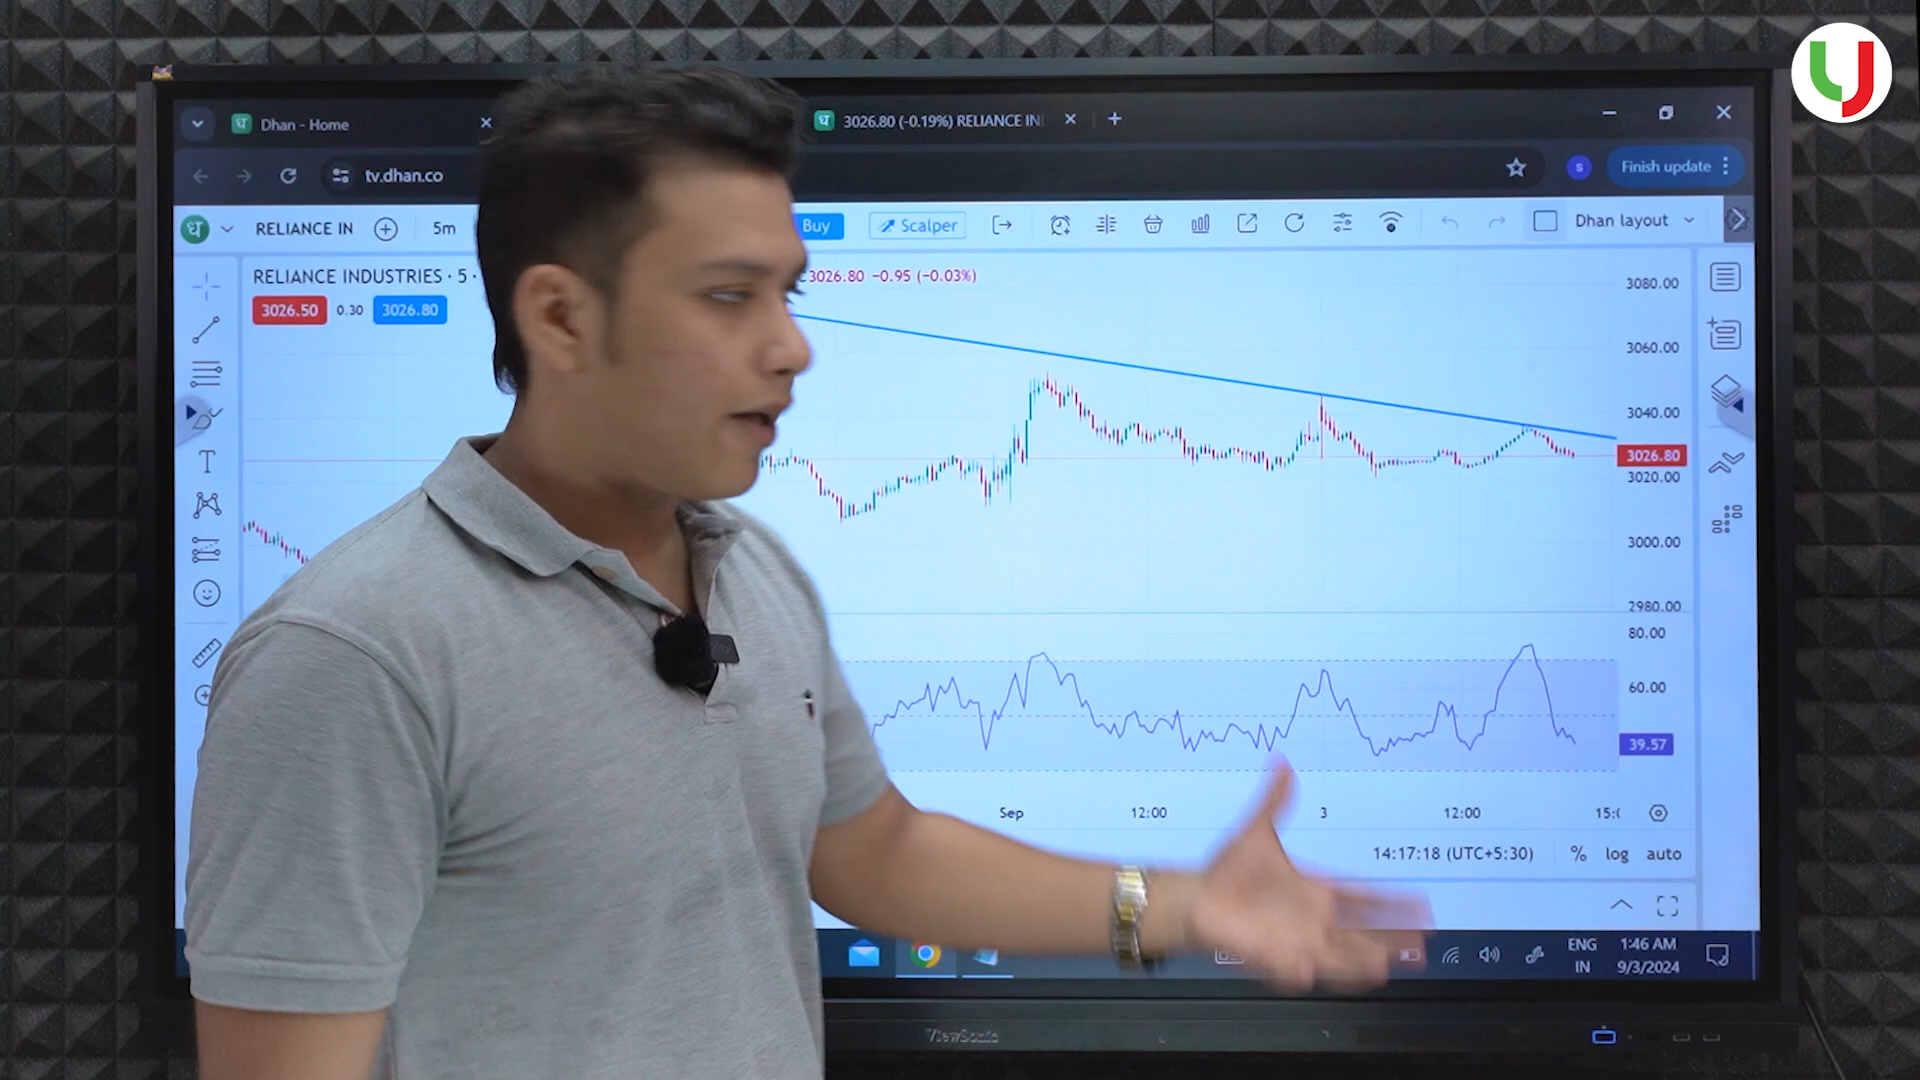 Dhan - Home
3026.80 (-0.19%) RELIANCE IN
tv.dhan.co
Finish update
RELIANCE IN
5m
Buy
Scalper
Dhan layout
RELIANCE INDUSTRIES · 5 ·
3026.80 −0.95 (−0.03%)
3026.50
0.30
3026.80
3080.00
3060.00
3040.00
3026.80
3020.00
3000.00
2980.00
80.00
60.00
39.57
Sep
12:00
3
12:00
14:17:18 (UTC+5:30)
%
log
auto
ENG
IN
1:46 AM
9/3/2024
ViewSonic